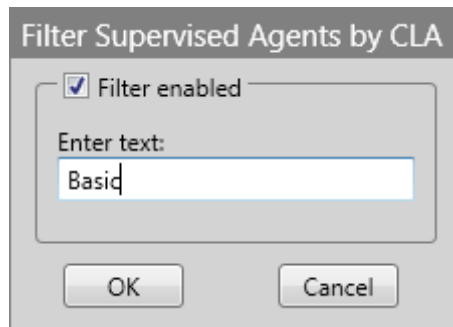 Filter Supervised Agents by CLA
Filter enabled
Enter text:
Basic
OK
Cancel